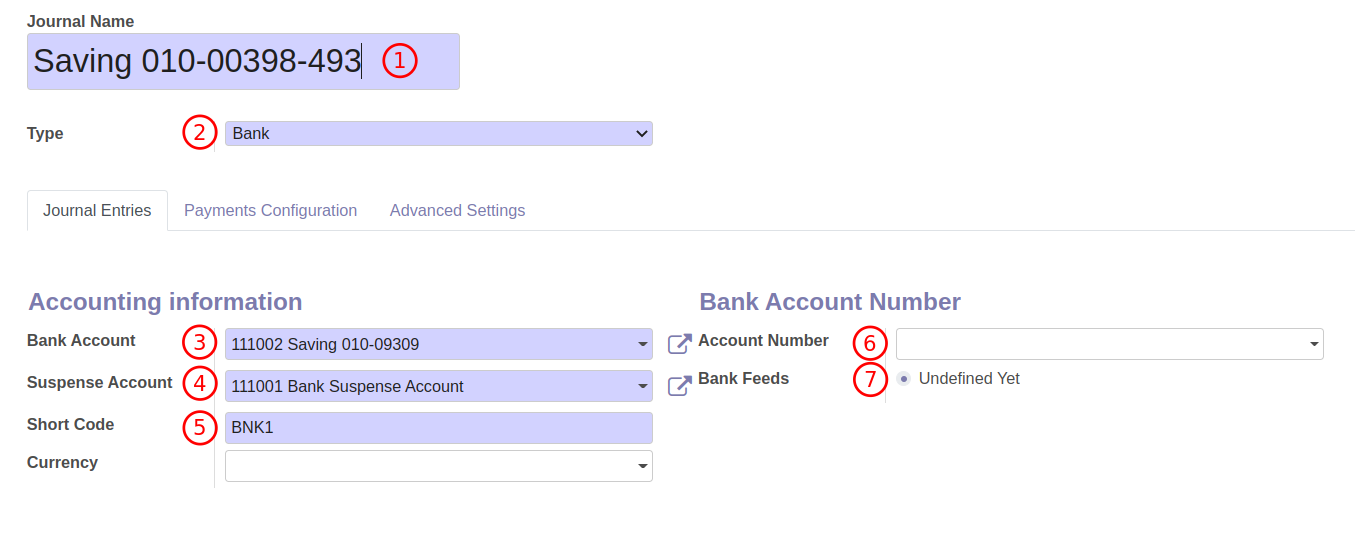 Journal Name
Saving 010-00398-493 1
Type 2 Bank
Journal Entries Payments Configuration Advanced Settings
Accounting information
Bank Account 3 111002 Saving 010-09309
Suspense Account 4 111001 Bank Suspense Account
Short Code 5 BNK1
Currency
Bank Account Number
Account Number 6
Bank Feeds 7 Undefined Yet